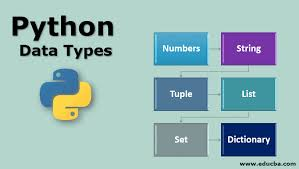 Python
Data Types
Numbers
String
Tuple
List
Set
Dictionary
www.educba.com